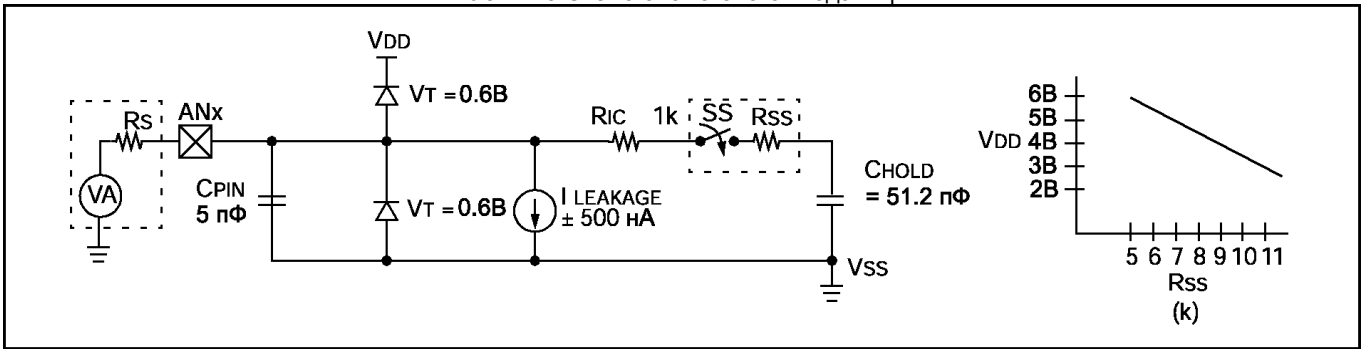 VDD
VT = 0.6В
ANx
RS
RIC
1k
SS
RSS
CPIN
5 пФ
VA
VT = 0.6В
I LEAKAGE
± 500 нА
CHOLD
= 51.2 пФ
VSS
6В
5В
VDD 4В
3В
2В
5 6 7 8 9 10 11
RSS
(k)